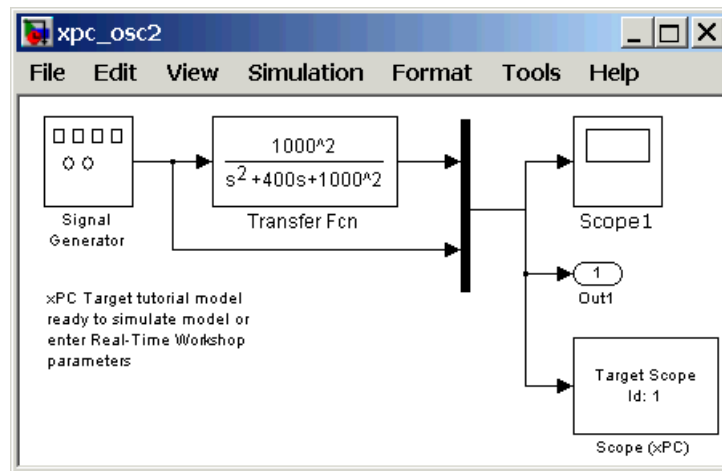 xpc_osc2
File Edit View Simulation Format Tools Help
1000^2
s2+400s+1000^2
Signal
Generator
Transfer Fcn
Scope1
1
Out1
xPC Target tutorial model
ready to simulate model or
enter Real-Time Workshop
parameters
Target Scope
Id: 1
Scope (xPC)